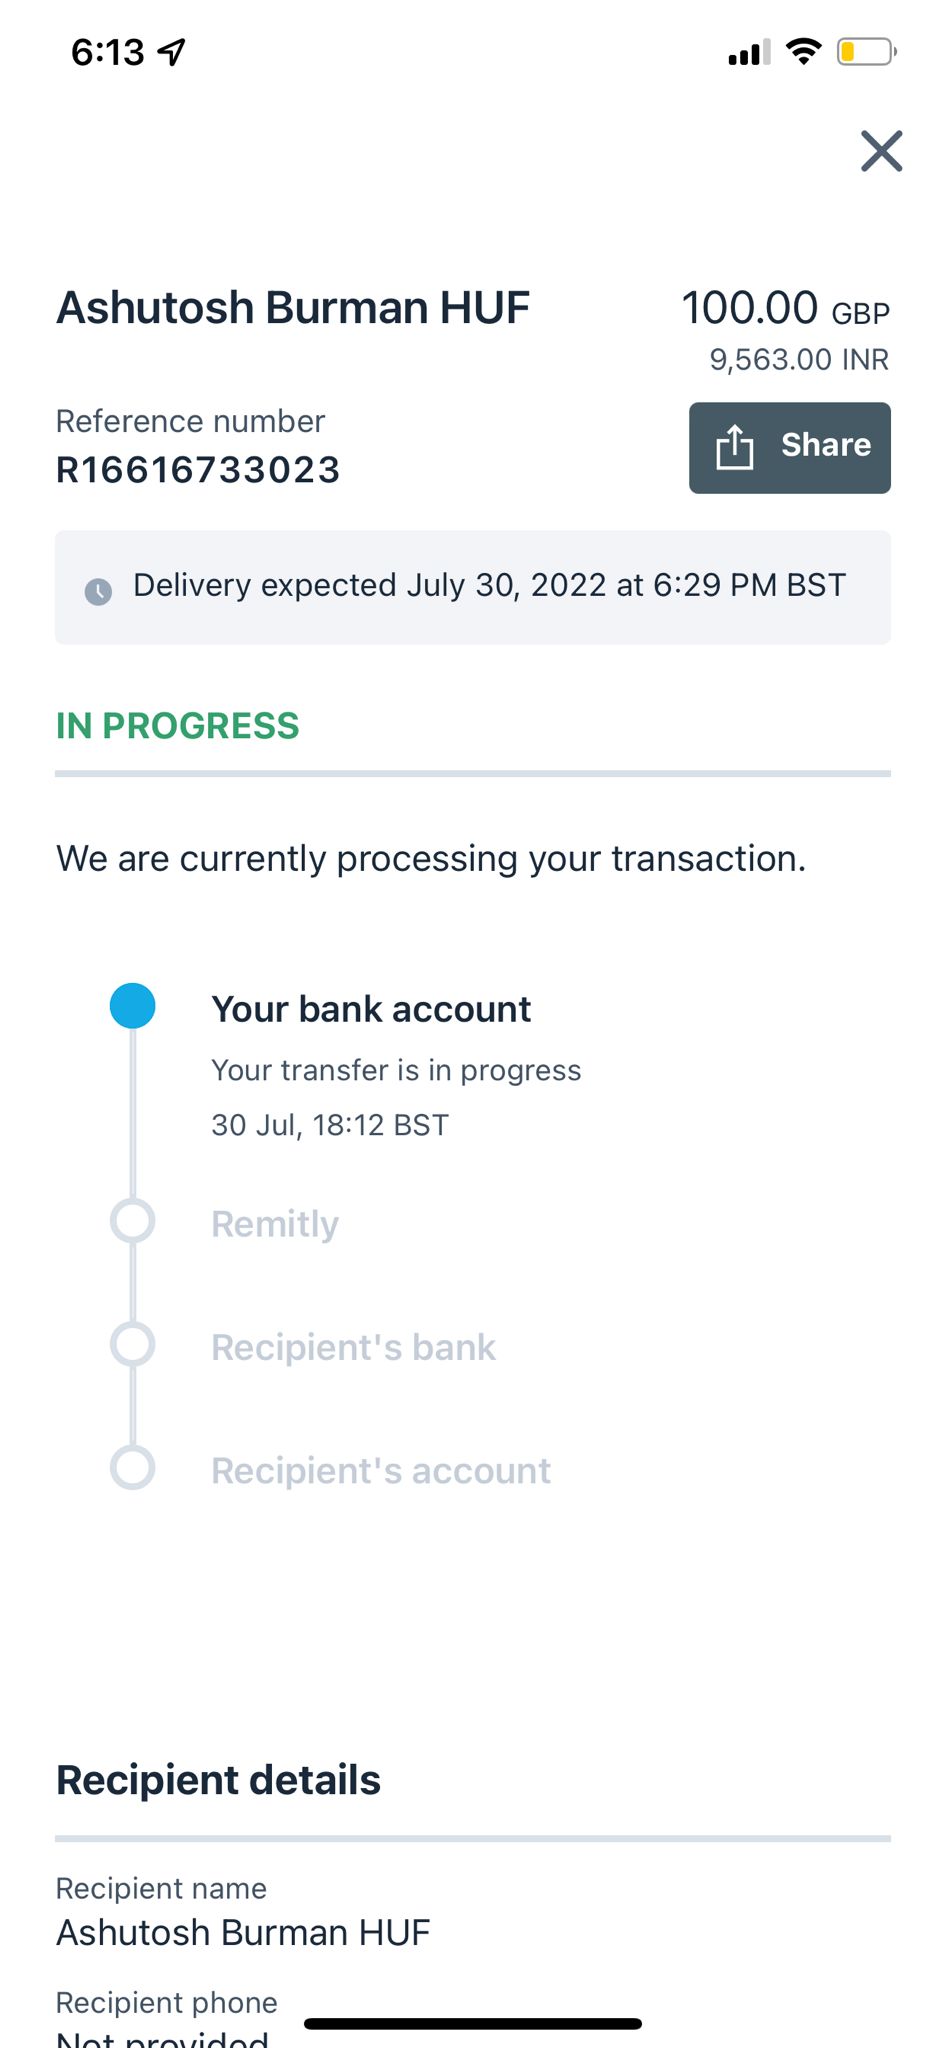 6:13
Ashutosh Burman HUF
100.00 GBP
9,563.00 INR
Reference number
R16616733023
Share
Delivery expected July 30, 2022 at 6:29 PM BST
IN PROGRESS
We are currently processing your transaction.
Your bank account
Your transfer is in progress
30 Jul, 18:12 BST
Remitly
Recipient's bank
Recipient's account
Recipient details
Recipient name
Ashutosh Burman HUF
Recipient phone
Not provided